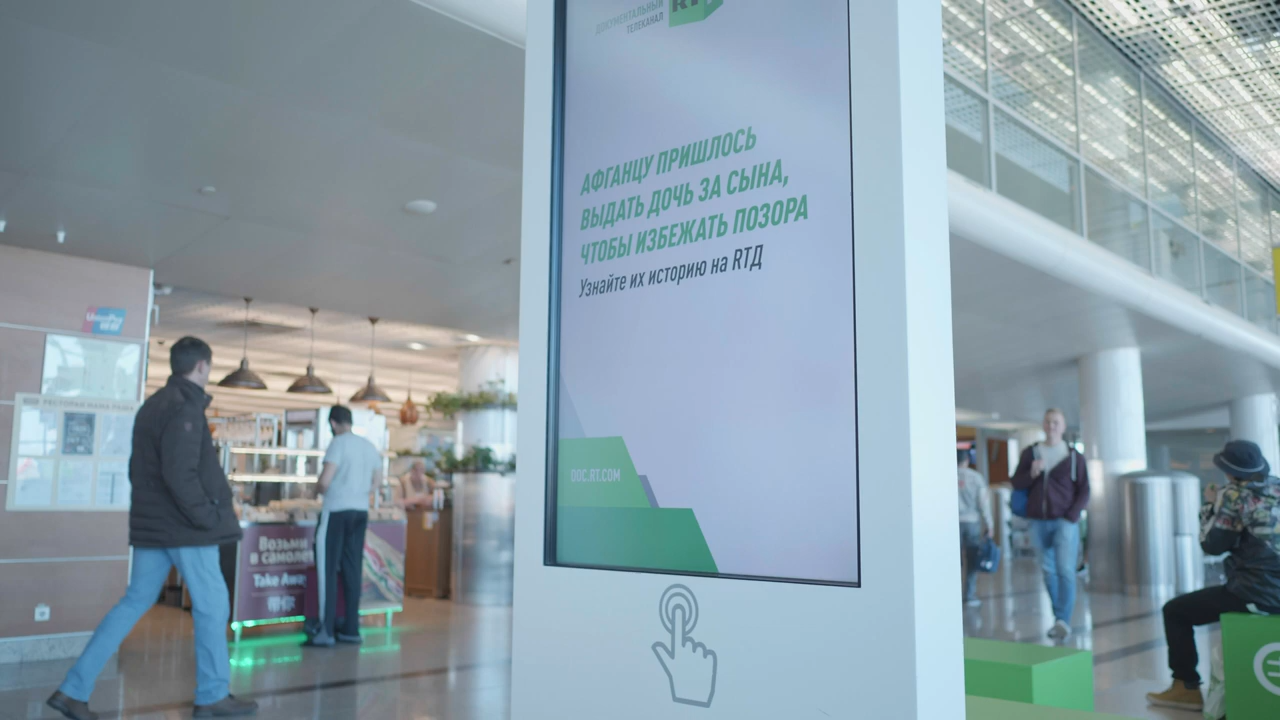 ДОКУМЕНТАЛЬНЫЙ
ТЕЛЕКАНАЛ
RT
АФГАНЦУ ПРИШЛОСЬ
ВЫДАТЬ ДОЧЬ ЗА СЫНА,
ЧТОБЫ ИЗБЕЖАТЬ ПОЗОРА
Узнайте их историю на RTД
DOC.RT.COM
UnionPay
Возьми
в самолет
Take Away